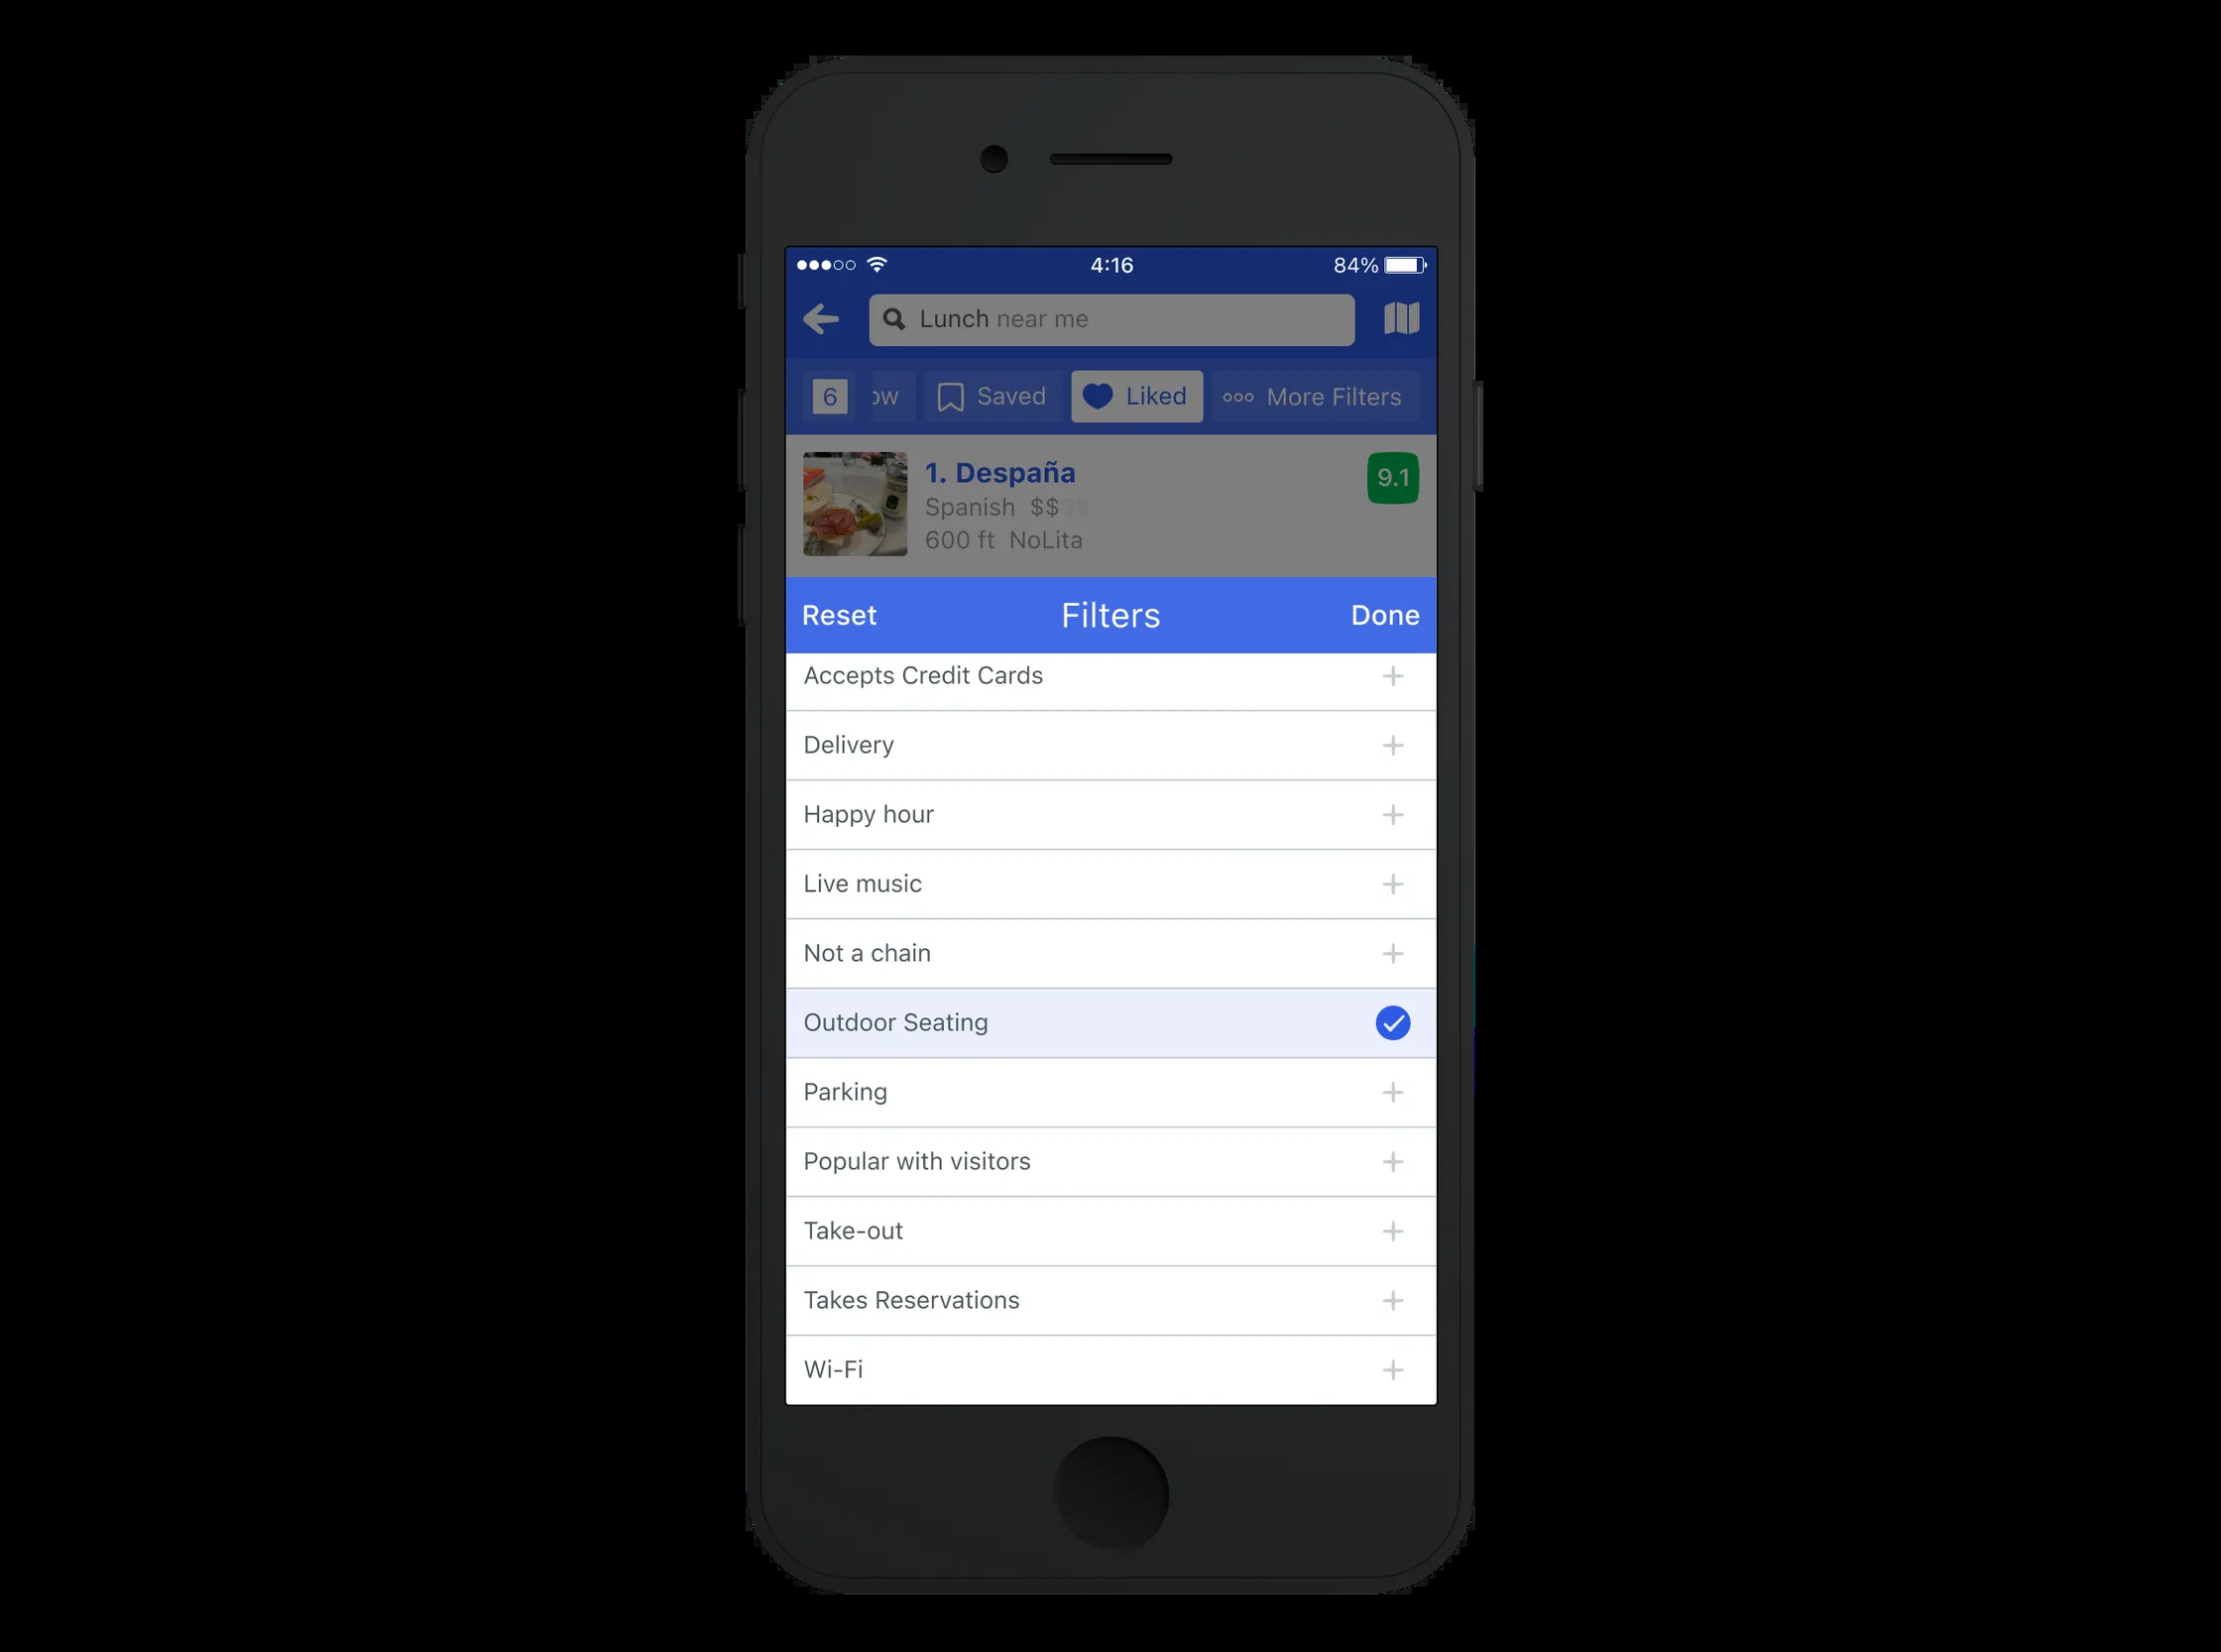 4:16
84%
Lunch near me
6
Saved
Liked
More Filters
1. Despaña
9.1
Spanish $$
600 ft NoLita
Reset
Filters
Done
Accepts Credit Cards
Delivery
Happy hour
Live music
Not a chain
Outdoor Seating
Parking
Popular with visitors
Take-out
Takes Reservations
Wi-Fi